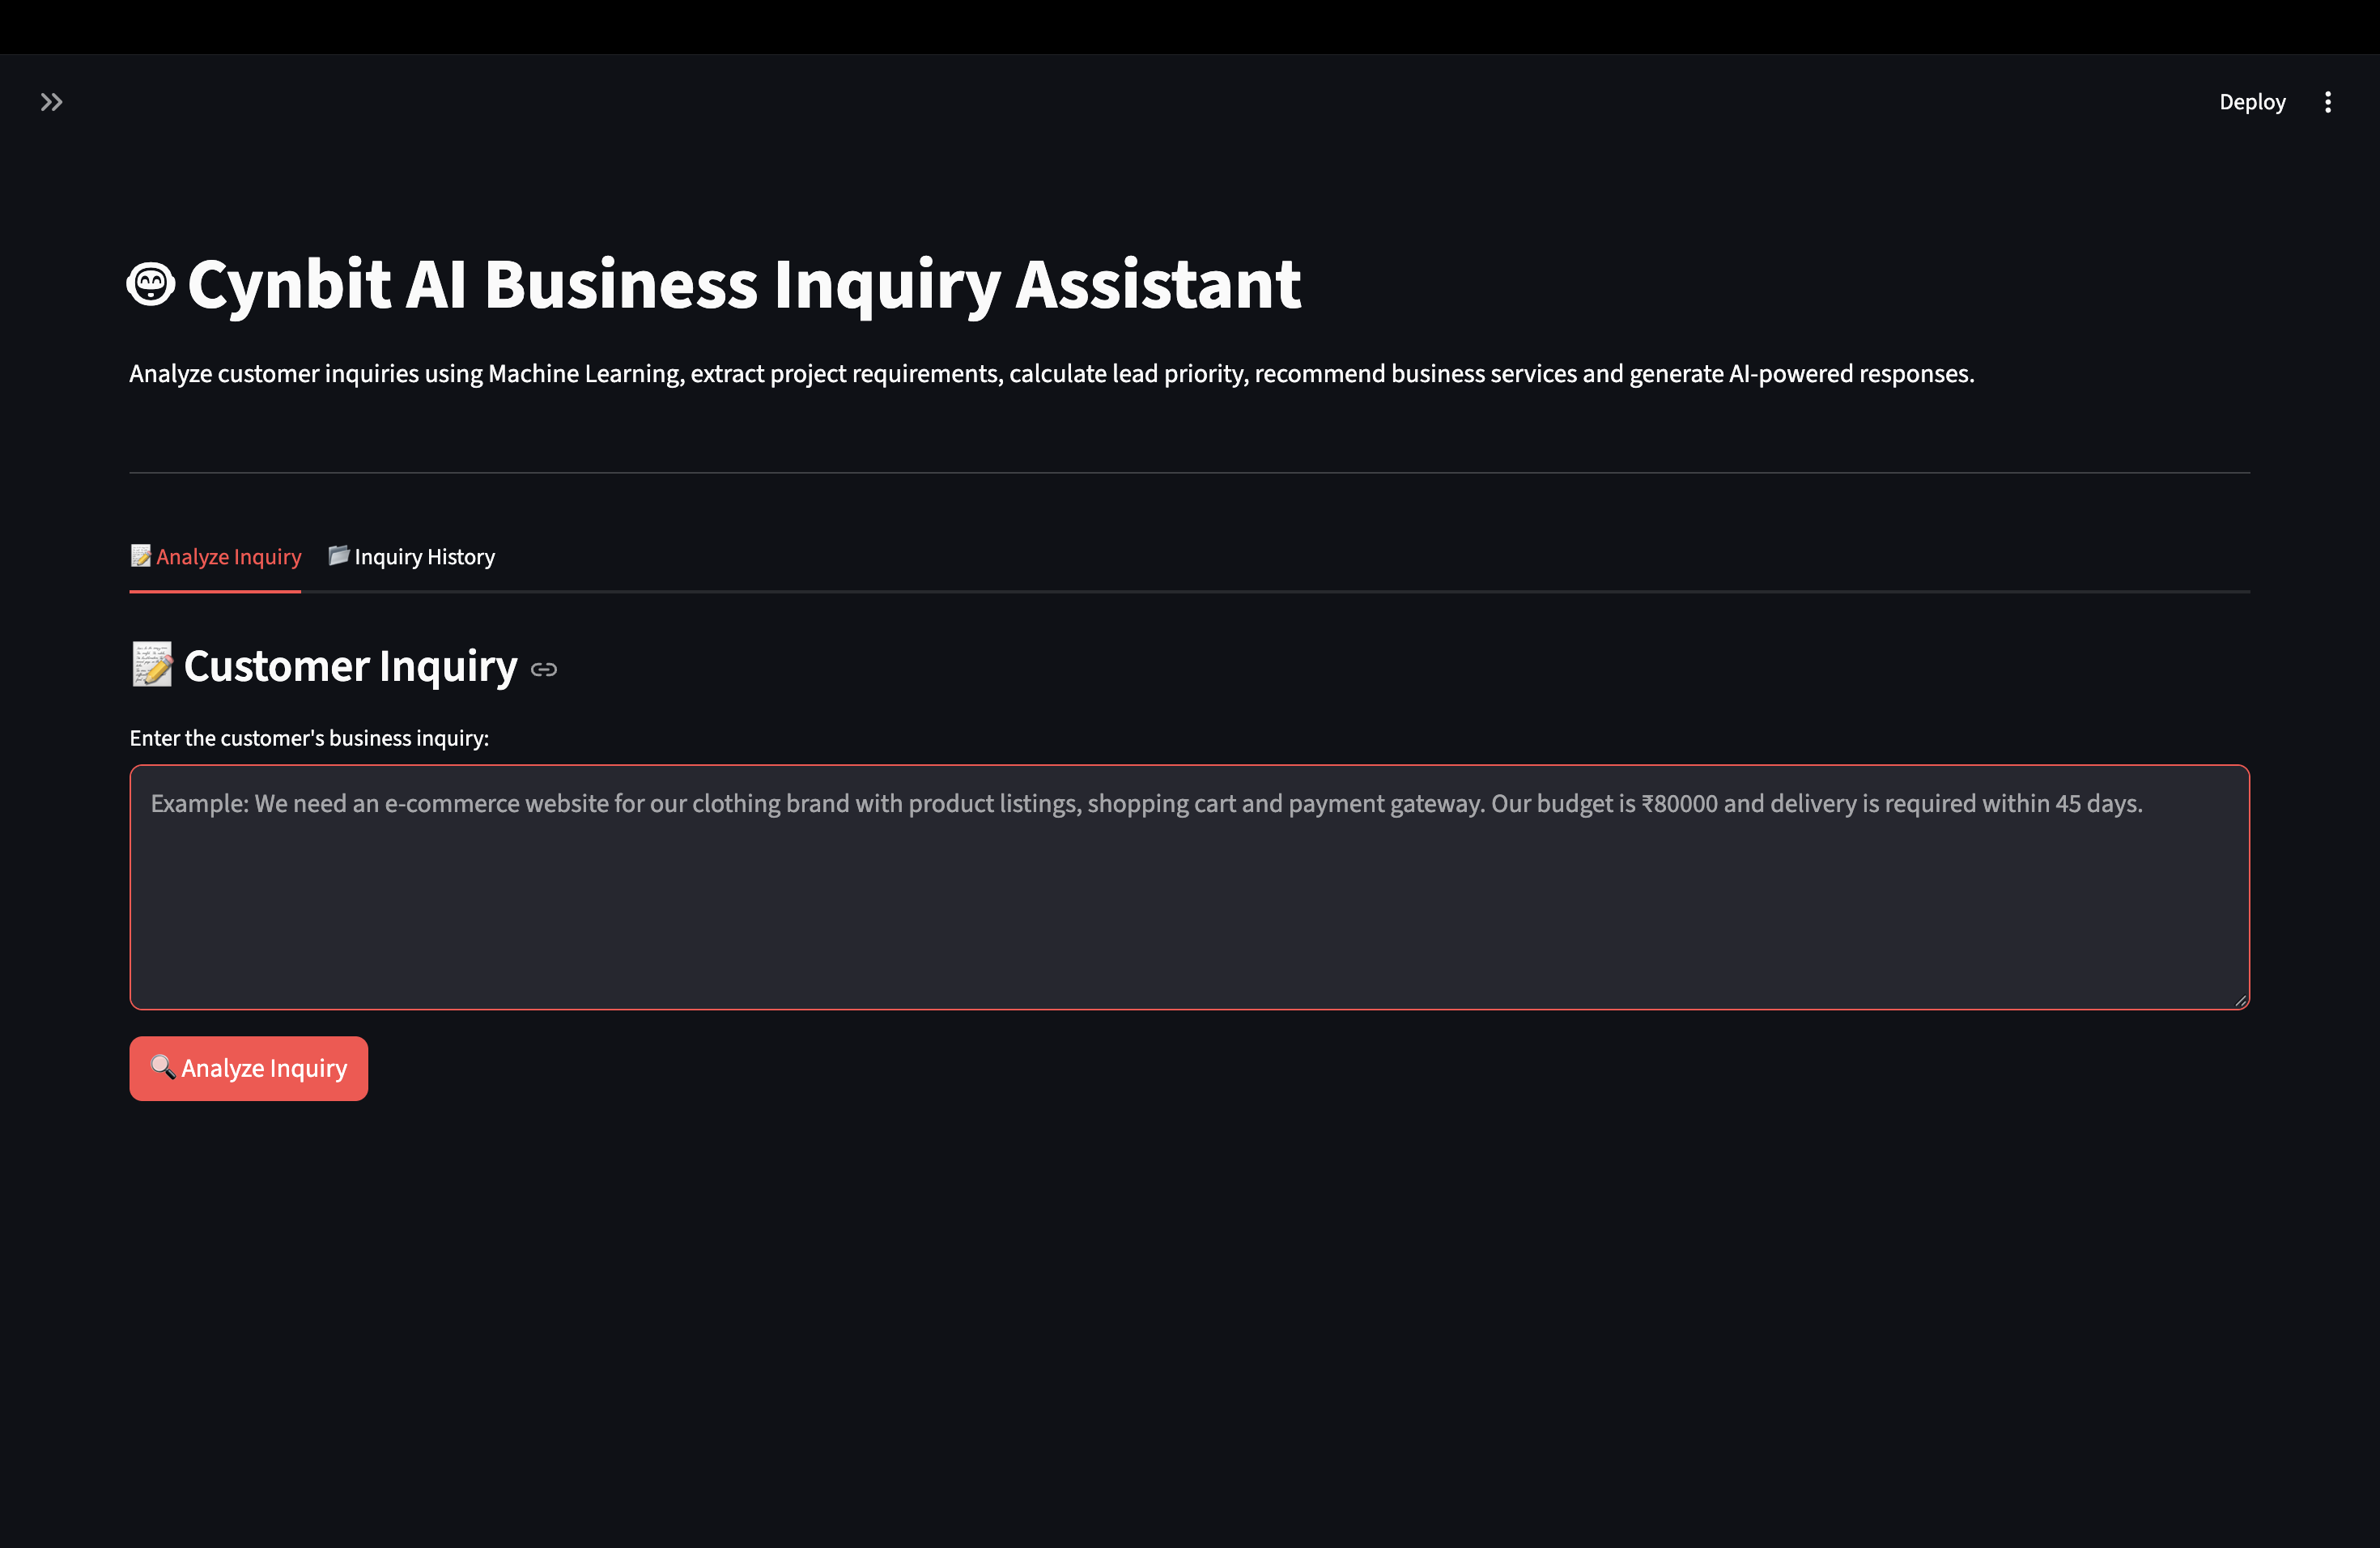 Deploy
Cynbit AI Business Inquiry Assistant
Analyze customer inquiries using Machine Learning, extract project requirements, calculate lead priority, recommend business services and generate AI-powered responses.
Analyze Inquiry
Inquiry History
Customer Inquiry
Enter the customer's business inquiry:
Example: We need an e-commerce website for our clothing brand with product listings, shopping cart and payment gateway. Our budget is ₹80000 and delivery is required within 45 days.
Analyze Inquiry